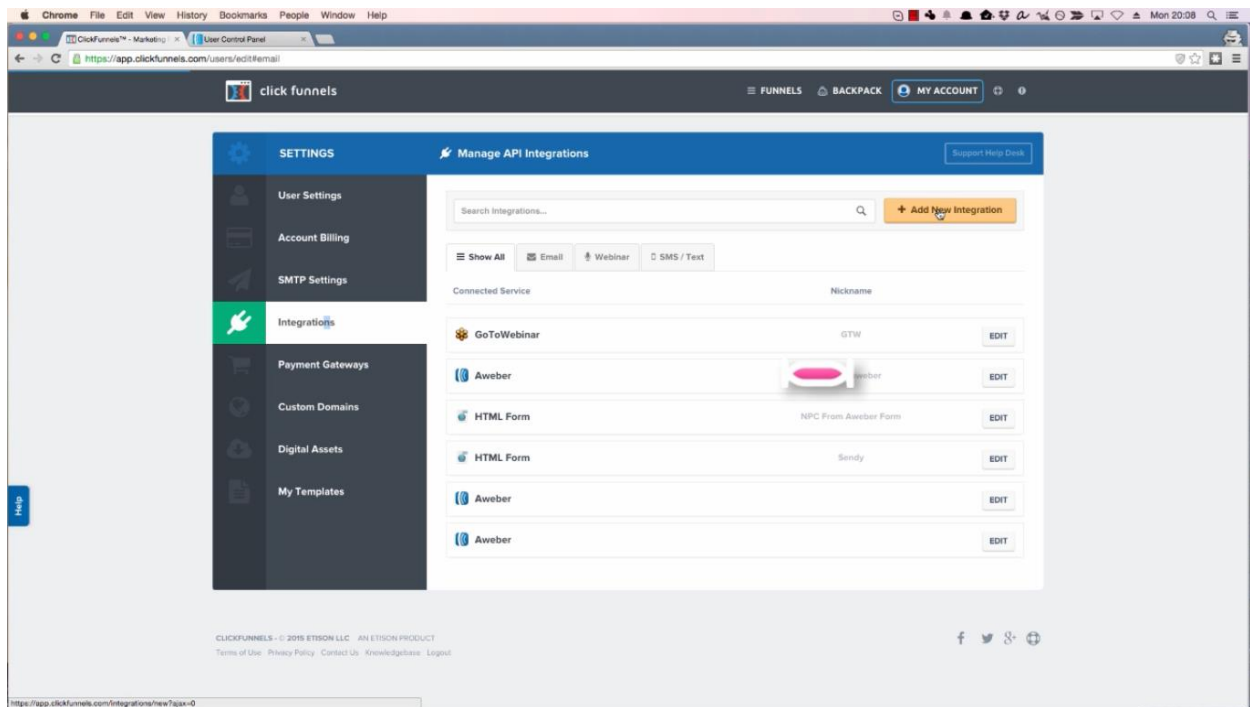 Chrome File Edit View History Bookmarks People Window Help
Mon 20:08
ClickFunnels™ - Marketing
User Control Panel
https://app.clickfunnels.com/users/edit#email
click funnels
FUNNELS BACKPACK MY ACCOUNT
SETTINGS
Manage API Integrations
Support Help Desk
User Settings
Account Billing
SMTP Settings
Integrations
Payment Gateways
Custom Domains
Digital Assets
My Templates
Search Integrations...
+ Add New Integration
Show All Email Webinar SMS / Text
Connected Service Nickname
GoToWebinar GTW EDIT
Aweber weber EDIT
HTML Form NPC From Aweber Form EDIT
HTML Form Sendy EDIT
Aweber EDIT
Aweber EDIT
Help
CLICKFUNNELS - © 2015 ETISON LLC AN ETISON PRODUCT
Terms of Use Privacy Policy Contact Us Knowledgebase Logout
https://app.clickfunnels.com/integrations/new?ajax=0